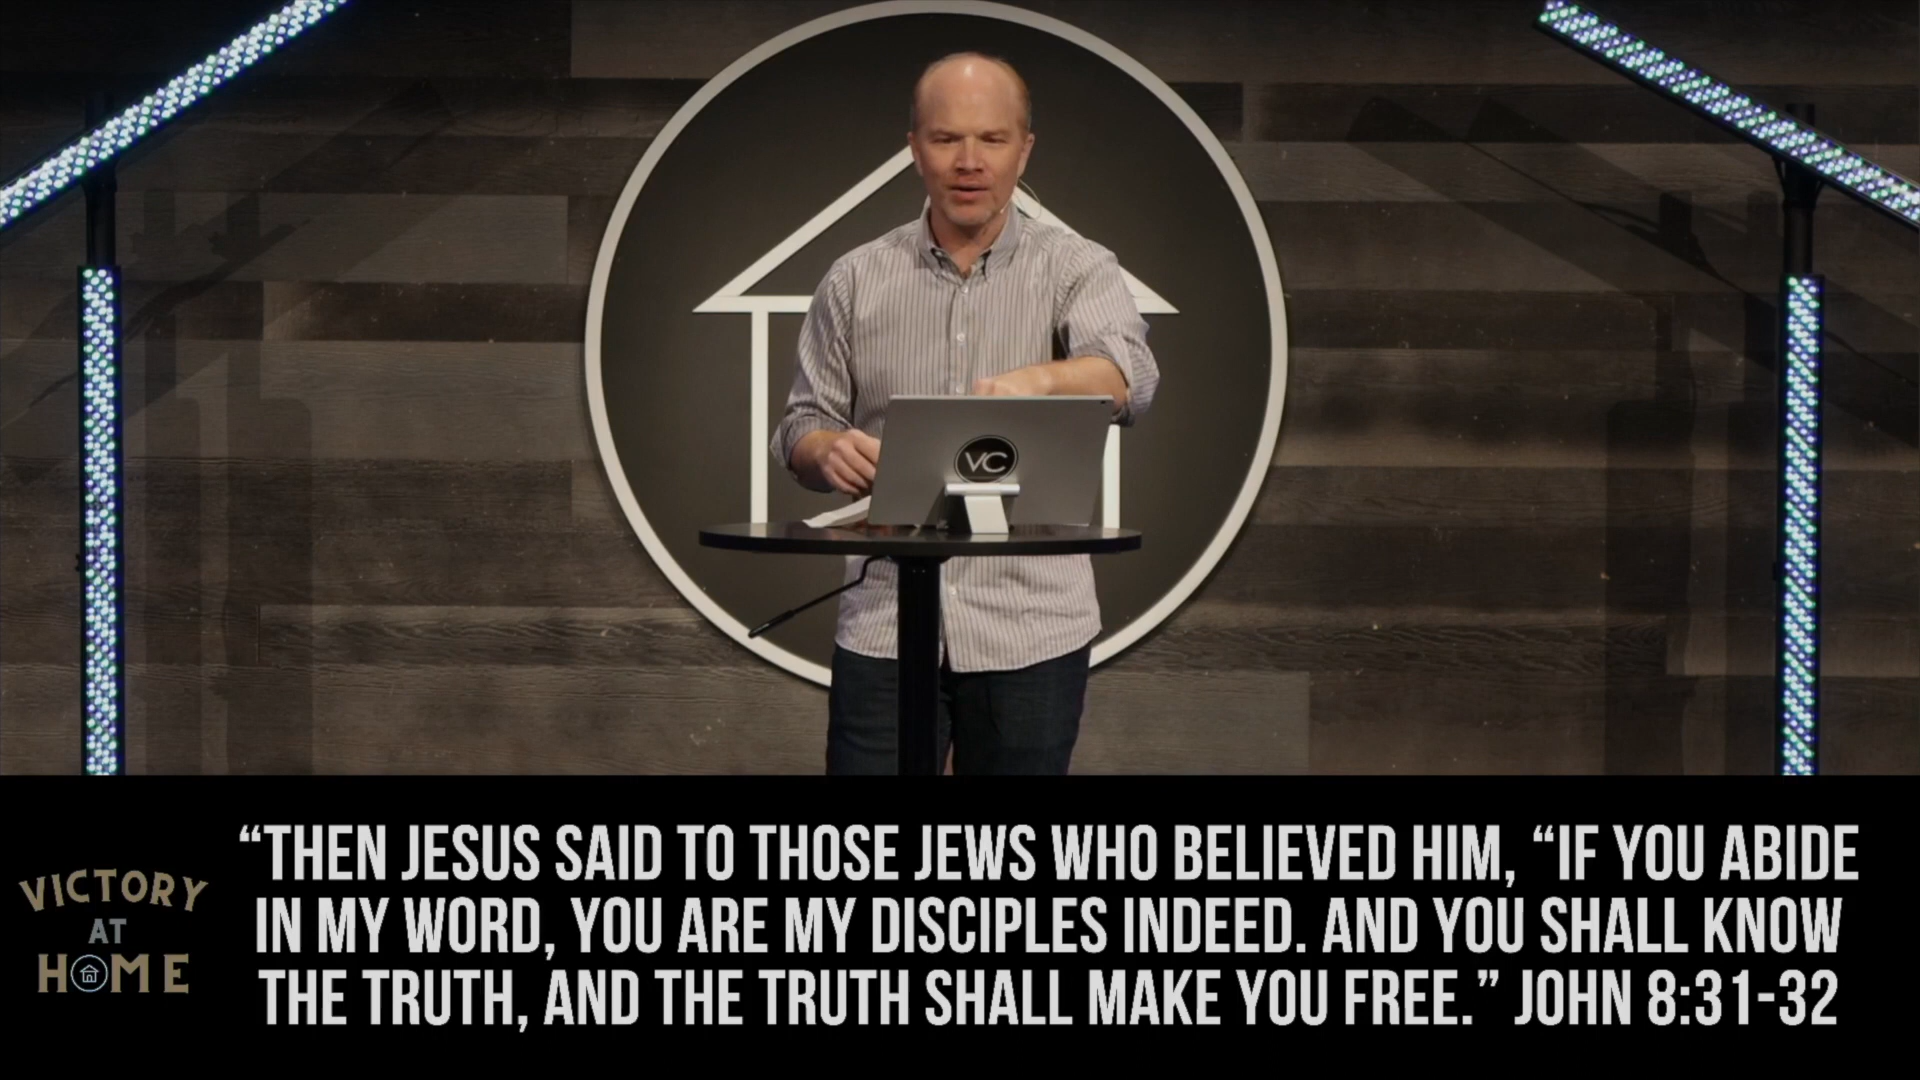 VC
VICTORY
AT
HOME
“THEN JESUS SAID TO THOSE JEWS WHO BELIEVED HIM, “IF YOU ABIDE
IN MY WORD, YOU ARE MY DISCIPLES INDEED. AND YOU SHALL KNOW
THE TRUTH, AND THE TRUTH SHALL MAKE YOU FREE.” JOHN 8:31-32